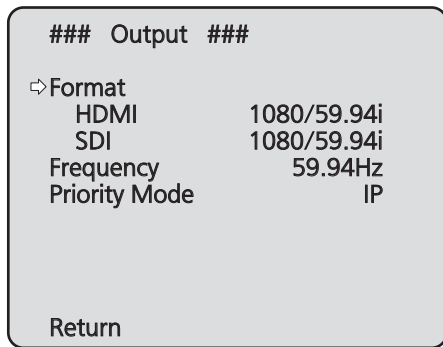 ### Output ###
⇨Format
HDMI 1080/59.94i
SDI 1080/59.94i
Frequency 59.94Hz
Priority Mode IP
Return